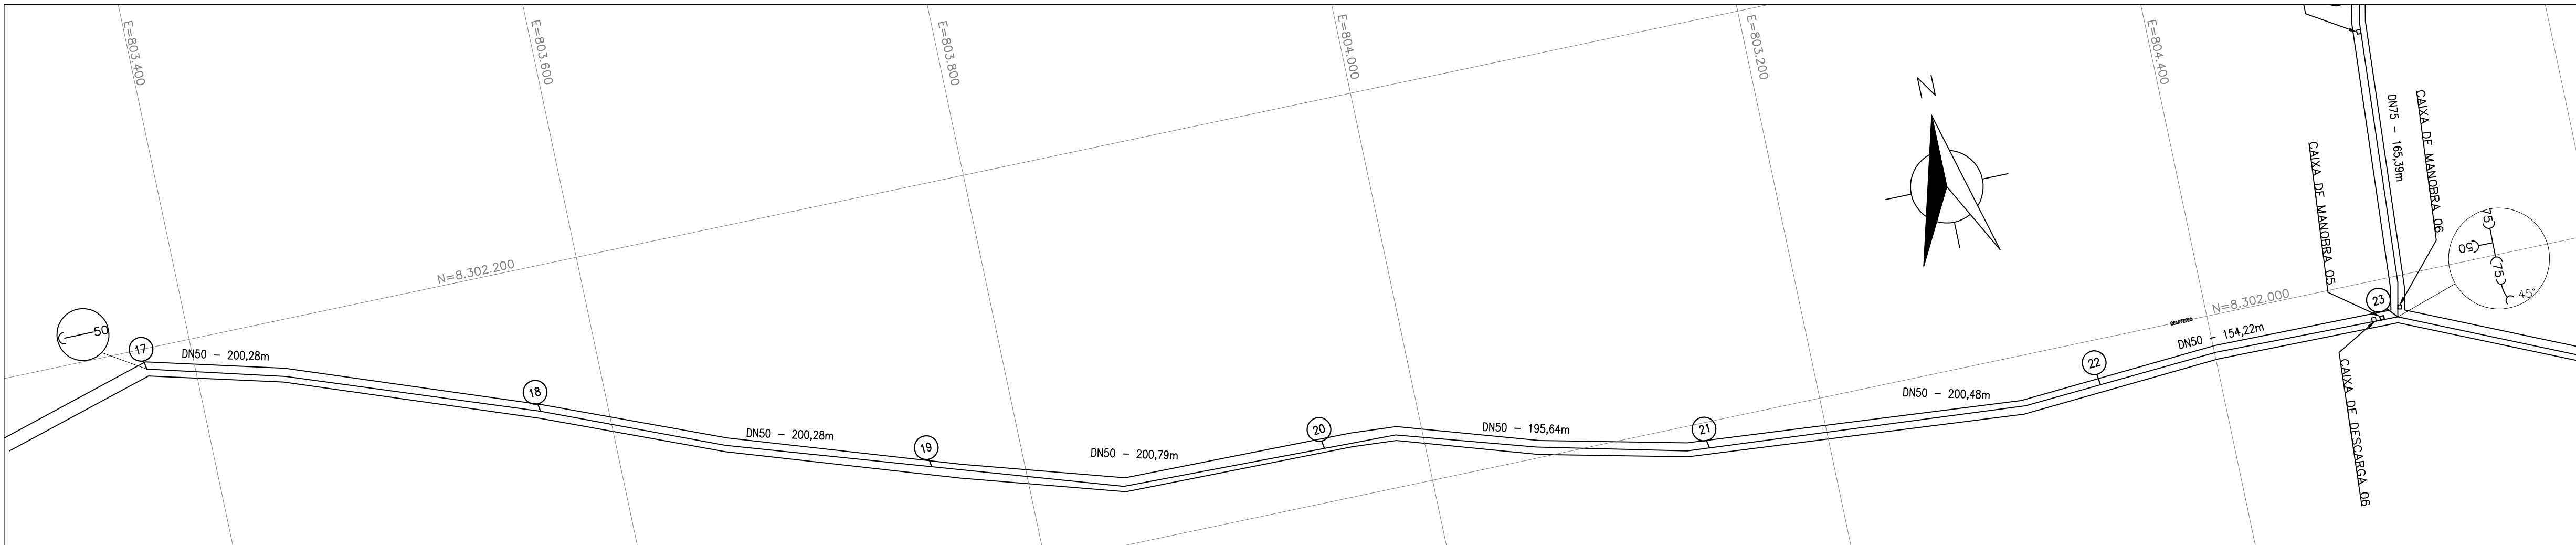 E=803.400
E=803.600
E=803.800
E=804.000
E=803.200
E=804.400
N
DN75 - 165,39m
CAIXA DE MANOBRA 06
CAIXA DE MANOBRA 05
75
50
75
45°
N=8.302.200
N=8.302.000
CEMITERIO
23
50
17
DN50 - 200,28m
18
DN50 - 200,28m
19
DN50 - 200,79m
20
DN50 - 195,64m
21
DN50 - 200,48m
22
DN50 - 154,22m
CAIXA DE DESCARGA 06